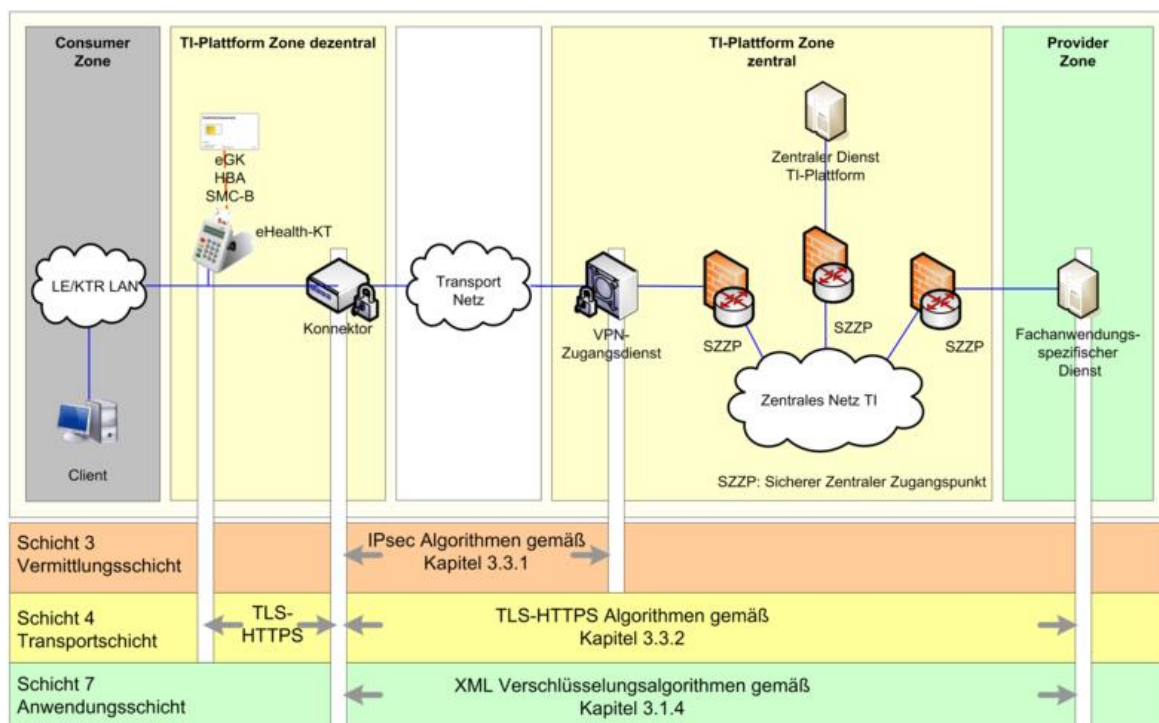 Consumer
Zone
TI-Plattform Zone dezentral
TI-Plattform Zone
zentral
Provider
Zone
eGK
HBA
SMC-B
eHealth-KT
LE/KTR LAN
Client
Konnektor
Transport
Netz
VPN-
Zugangsdienst
Zentraler Dienst
TI-Plattform
SZZP
SZZP
SZZP
Zentrales Netz TI
SZZP: Sicherer Zentraler Zugangspunkt
Fachanwendungs-
spezifischer
Dienst
Schicht 3
Vermittlungsschicht
IPsec Algorithmen gemäß
Kapitel 3.3.1
Schicht 4
Transportschicht
TLS-
HTTPS
TLS-HTTPS Algorithmen gemäß
Kapitel 3.3.2
Schicht 7
Anwendungsschicht
XML Verschlüsselungsalgorithmen gemäß
Kapitel 3.1.4